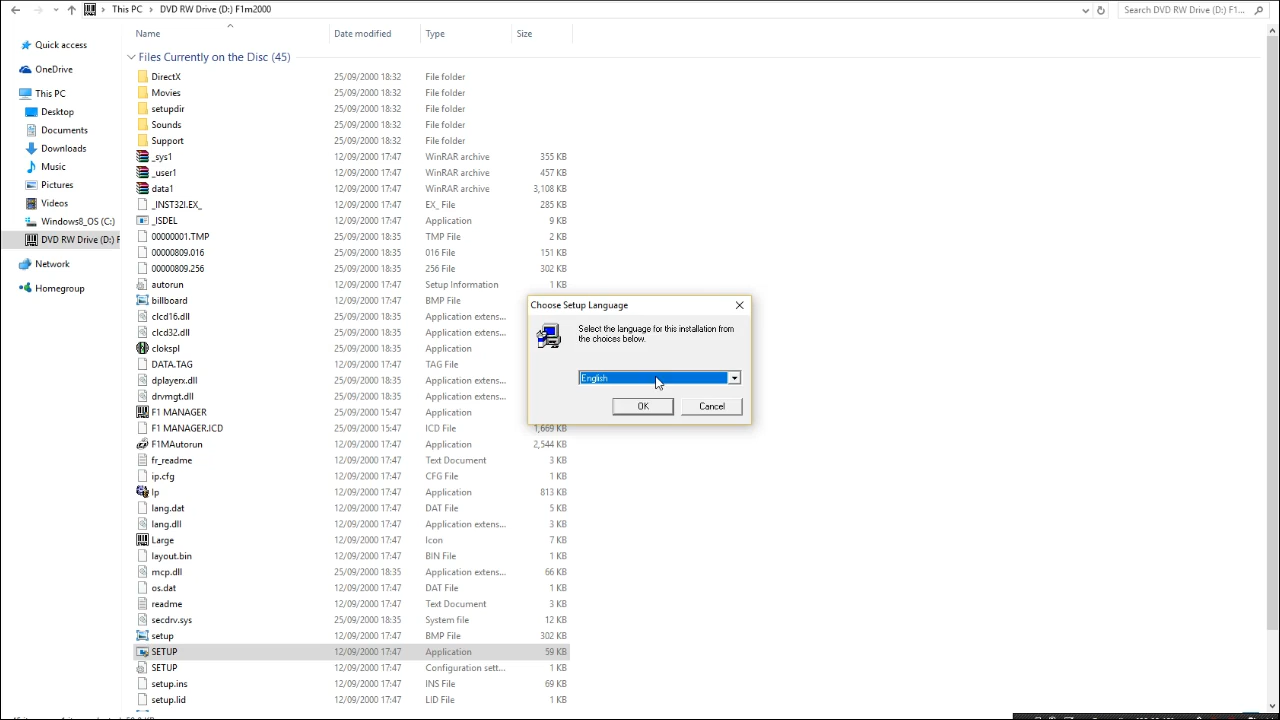 This PC > DVD RW Drive (D:) F1m2000
Search DVD RW Drive (D:) F1m...
Name Date modified Type Size
Files Currently on the Disc (45)
Quick access
OneDrive
This PC
Desktop
Documents
Downloads
Music
Pictures
Videos
Windows8_OS (C:)
DVD RW Drive (D:) F
Network
Homegroup
DirectX 25/09/2000 18:32 File folder
Movies 25/09/2000 18:32 File folder
setupdir 25/09/2000 18:32 File folder
Sounds 25/09/2000 18:32 File folder
Support 25/09/2000 18:32 File folder
_sys1 12/09/2000 17:47 WinRAR archive 355 KB
_user1 12/09/2000 17:47 WinRAR archive 457 KB
data1 12/09/2000 17:47 WinRAR archive 3,108 KB
_INST32I.EX_ 12/09/2000 17:47 EX_ File 285 KB
_ISDEL 12/09/2000 17:47 Application 9 KB
00000001.TMP 25/09/2000 18:35 TMP File 2 KB
00000809.016 25/09/2000 18:35 016 File 151 KB
00000809.256 25/09/2000 18:35 256 File 302 KB
autorun 12/09/2000 17:47 Setup Information 1 KB
billboard 12/09/2000 17:47 BMP File
clcd16.dll 25/09/2000 18:35 Application extens...
clcd32.dll 25/09/2000 18:35 Application extens...
clokspl 25/09/2000 18:35 Application
DATA.TAG 12/09/2000 17:47 TAG File
dplayerx.dll 25/09/2000 18:35 Application extens...
drvmgt.dll 25/09/2000 18:35 Application extens...
F1 MANAGER 25/09/2000 15:47 Application
F1 MANAGER.ICD 25/09/2000 15:47 ICD File 1,669 KB
F1MAutorun 12/09/2000 17:47 Application 2,544 KB
fr_readme 12/09/2000 17:47 Text Document 3 KB
ip.cfg 12/09/2000 17:47 CFG File 1 KB
Ip 12/09/2000 17:47 Application 813 KB
lang.dat 12/09/2000 17:47 DAT File 5 KB
lang.dll 12/09/2000 17:47 Application extens... 3 KB
Large 12/09/2000 17:47 Icon 7 KB
layout.bin 12/09/2000 17:47 BIN File 1 KB
mcp.dll 25/09/2000 18:35 Application extens... 66 KB
os.dat 12/09/2000 17:47 DAT File 1 KB
readme 12/09/2000 17:47 Text Document 3 KB
secdrv.sys 25/09/2000 18:35 System file 12 KB
setup 12/09/2000 17:47 BMP File 302 KB
SETUP 12/09/2000 17:47 Application 59 KB
SETUP 12/09/2000 17:47 Configuration sett... 1 KB
setup.ins 12/09/2000 17:47 INS File 69 KB
setup.lid 12/09/2000 17:47 LID File 1 KB
Choose Setup Language
Select the language for this installation from
the choices below.
English
OK Cancel